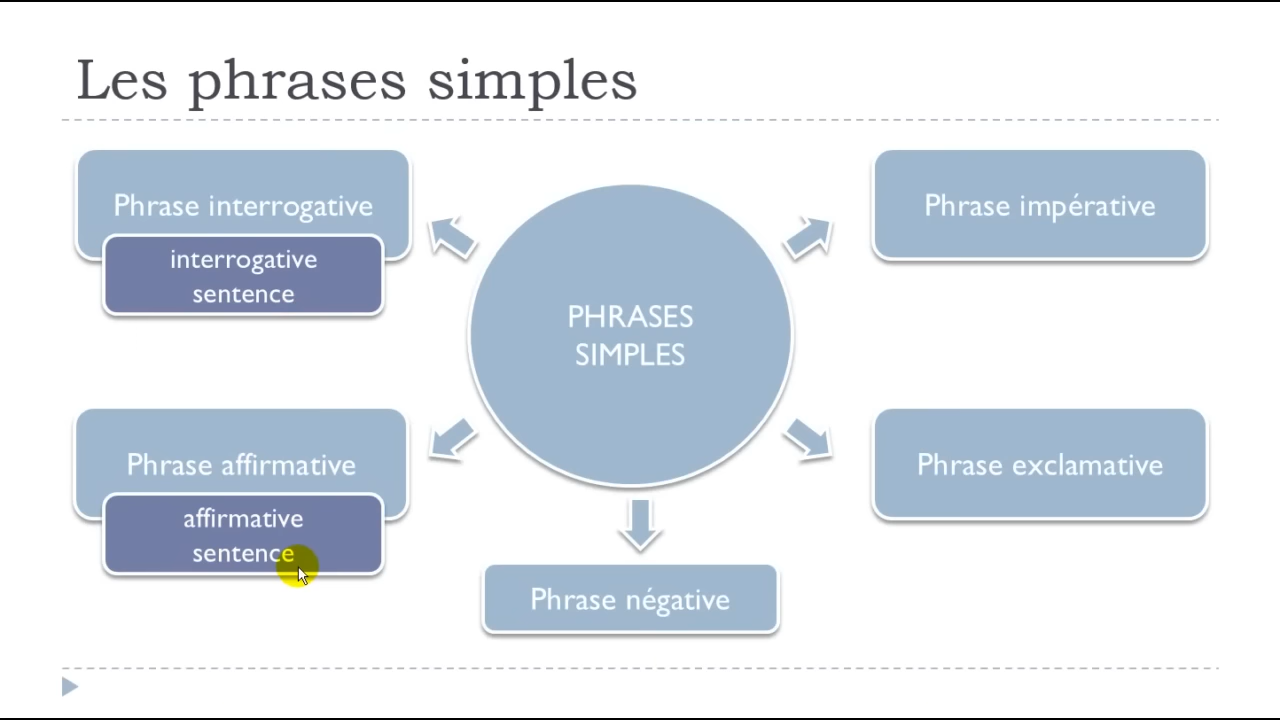 Les phrases simples
Phrase interrogative
interrogative
sentence
Phrase impérative
PHRASES
SIMPLES
Phrase affirmative
affirmative
sentence
Phrase exclamative
Phrase négative